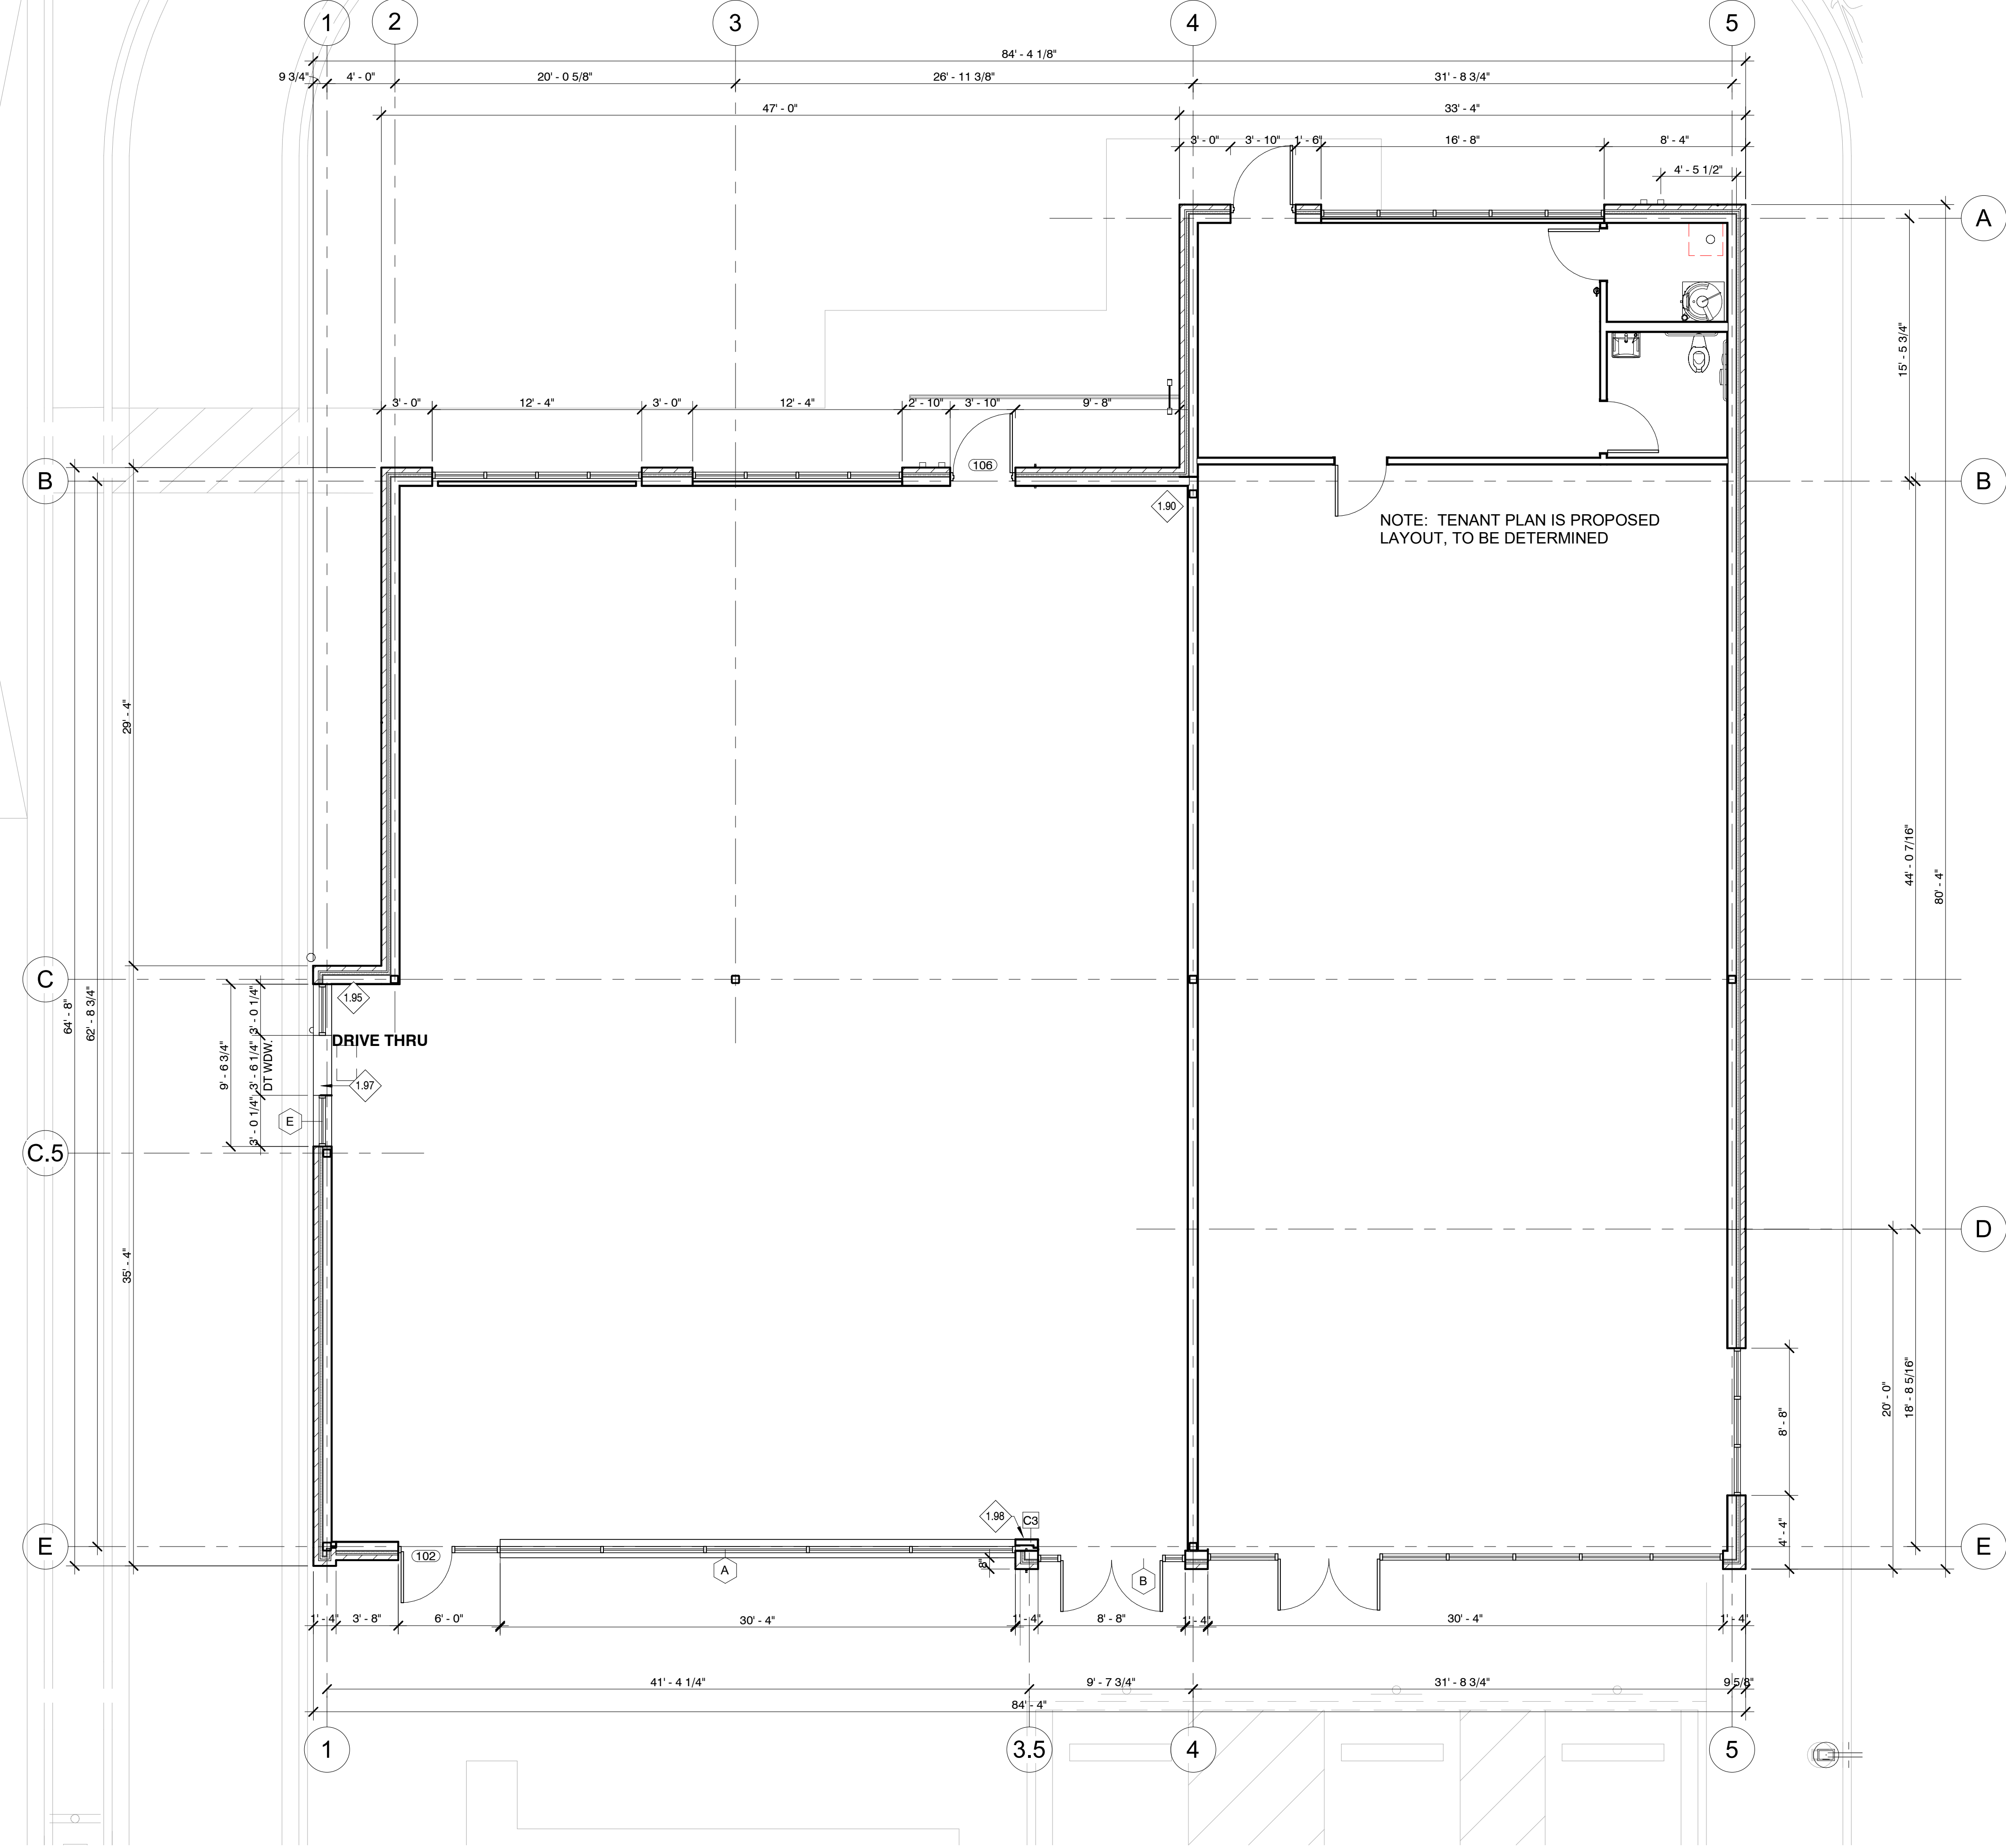 1
2
3
4
5
84' - 4 1/8"
9 3/4"
4' - 0"
20' - 0 5/8"
26' - 11 3/8"
31' - 8 3/4"
47' - 0"
33' - 4"
3' - 0"
3' - 10"
1' - 6"
16' - 8"
8' - 4"
4' - 5 1/2"
A
15' - 5 3/4"
3' - 0"
12' - 4"
3' - 0"
12' - 4"
2' - 10"
3' - 10"
9' - 8"
106
B
B
1.90
NOTE: TENANT PLAN IS PROPOSED
LAYOUT, TO BE DETERMINED
29' - 4"
44' - 0 7/16"
80' - 4"
C
64' - 8"
62' - 8 3/4"
1.95
3' - 0 1/4"
DRIVE THRU
9' - 6 3/4"
3' - 6 1/4"
DT WDW.
1.97
3' - 0 1/4"
E
C.5
D
35' - 4"
20' - 0"
18' - 8 5/16"
8' - 8"
4' - 4"
1.98
C3
E
102
A
8"
B
E
1' - 4"
3' - 8"
6' - 0"
30' - 4"
1' - 4"
8' - 8"
1' - 4"
30' - 4"
1' - 4"
41' - 4 1/4"
9' - 7 3/4"
31' - 8 3/4"
9 5/8"
84' - 4"
1
3.5
4
5